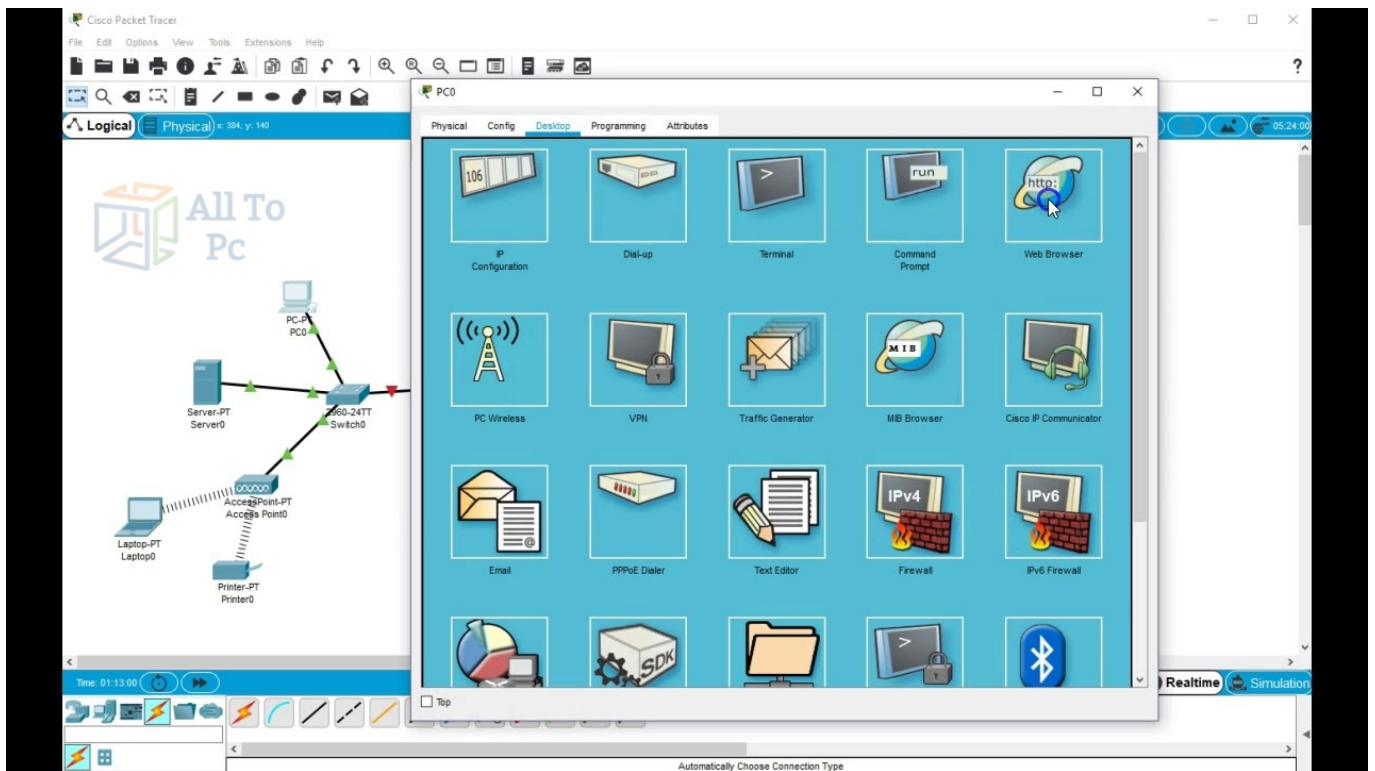 Cisco Packet Tracer
File Edit Options View Tools Extensions Help
?
PC0
Logical
Physical
x: 384, y: 140
05:24:00
Physical Config Desktop Programming Attributes
All To
Pc
106
>
run
http:
IP
Configuration
Dial-up
Terminal
Command
Prompt
Web Browser
PC-PT
PC0
MIB
PC Wireless
VPN
Traffic Generator
MIB Browser
Cisco IP Communicator
Server-PT
Server0
2960-24TT
Switch0
AccessPoint-PT
Access Point0
Laptop-PT
Laptop0
Printer-PT
Printer0
@
IPv4
IPv6
Email
PPPoE Dialer
Text Editor
Firewall
IPv6 Firewall
SDK
>
Time: 01:13:00
Realtime
Simulation
Top
Automatically Choose Connection Type